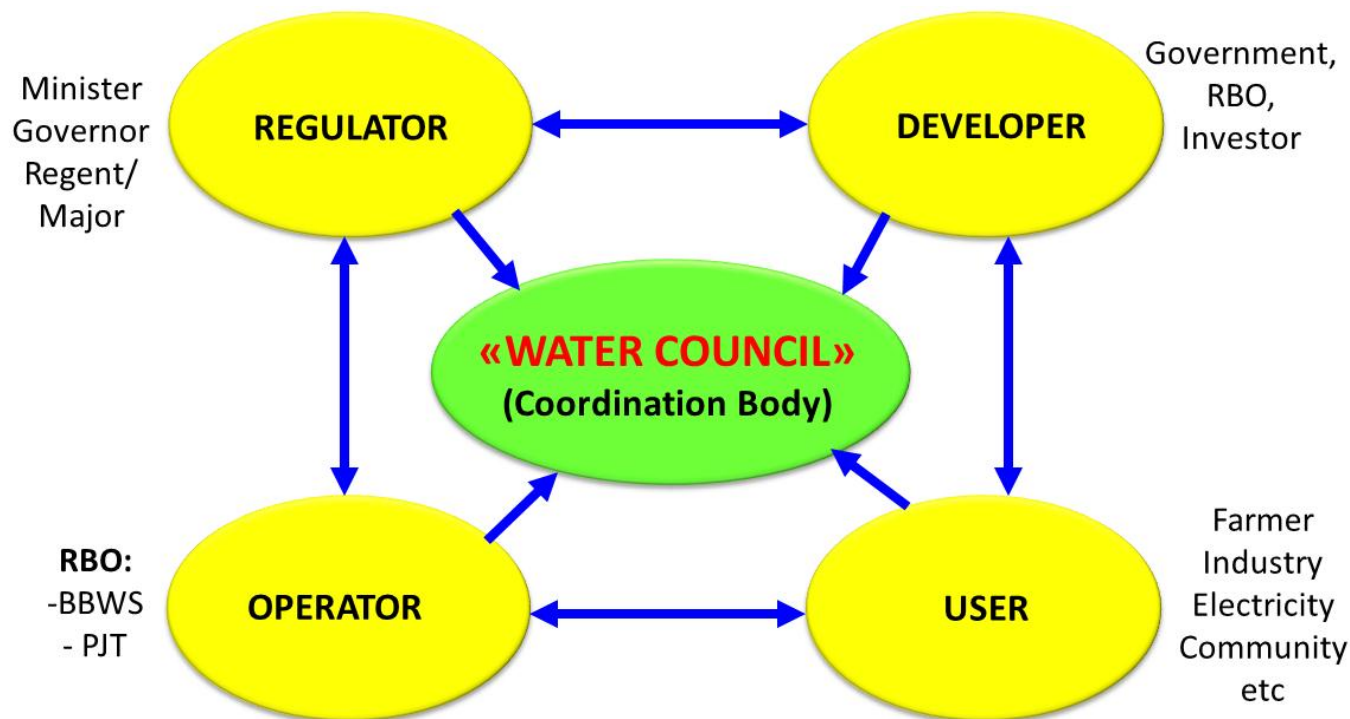 Minister
Governor
Regent/
Major
REGULATOR
DEVELOPER
Government,
RBO,
Investor
«WATER COUNCIL»
(Coordination Body)
RBO:
-BBWS
- PJT
OPERATOR
USER
Farmer
Industry
Electricity
Community
etc